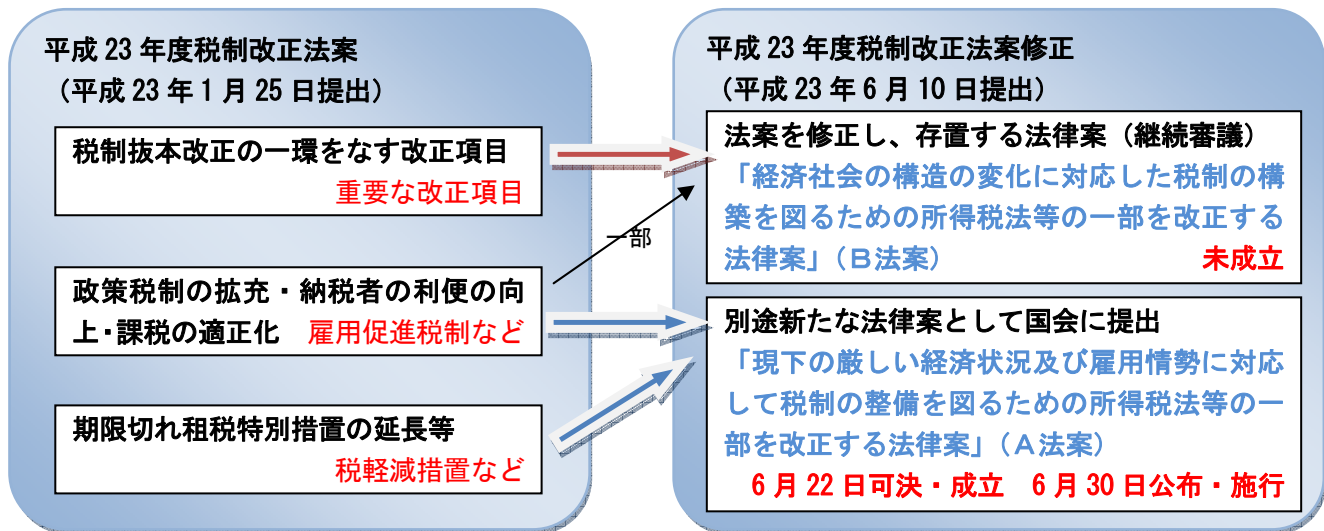 平成 23 年度税制改正法案
（平成 23 年 1 月 25 日提出）
税制抜本改正の一環をなす改正項目
重要な改正項目
政策税制の拡充・納税者の利便の向
上・課税の適正化　雇用促進税制など
期限切れ租税特別措置の延長等
税軽減措置など
一部
平成 23 年度税制改正法案修正
（平成 23 年 6 月 10 日提出）
法案を修正し、存置する法律案（継続審議）
「経済社会の構造の変化に対応した税制の構
築を図るための所得税法等の一部を改正する
法律案」（Ｂ法案）　未成立
別途新たな法律案として国会に提出
「現下の厳しい経済状況及び雇用情勢に対応
して税制の整備を図るための所得税法等の一
部を改正する法律案」（Ａ法案）
6 月 22 日可決・成立　6 月 30 日公布・施行